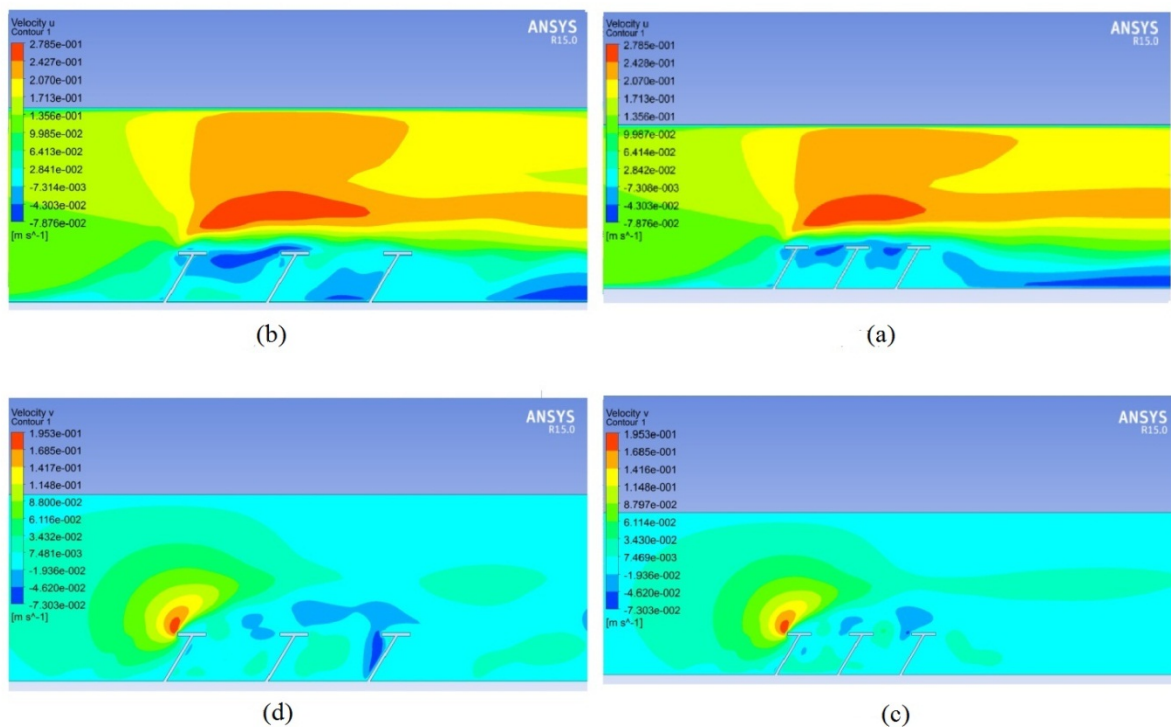 Velocity u
Contour 1
2.785e-001
2.427e-001
2.070e-001
1.713e-001
1.356e-001
9.985e-002
6.413e-002
2.841e-002
-7.314e-003
-4.303e-002
-7.876e-002
[m s^-1]
ANSYS
R15.0
(b)
Velocity u
Contour 1
2.785e-001
2.428e-001
2.070e-001
1.713e-001
1.356e-001
9.987e-002
6.414e-002
2.842e-002
-7.308e-003
-4.303e-002
-7.876e-002
[m s^-1]
ANSYS
R15.0
(a)
Velocity v
Contour 1
1.953e-001
1.685e-001
1.417e-001
1.148e-001
8.800e-002
6.116e-002
3.432e-002
7.481e-003
-1.936e-002
-4.620e-002
-7.303e-002
[m s^-1]
ANSYS
R15.0
(d)
Velocity v
Contour 1
1.953e-001
1.685e-001
1.416e-001
1.148e-001
8.797e-002
6.114e-002
3.430e-002
7.469e-003
-1.936e-002
-4.620e-002
-7.303e-002
[m s^-1]
ANSYS
R15.0
(c)